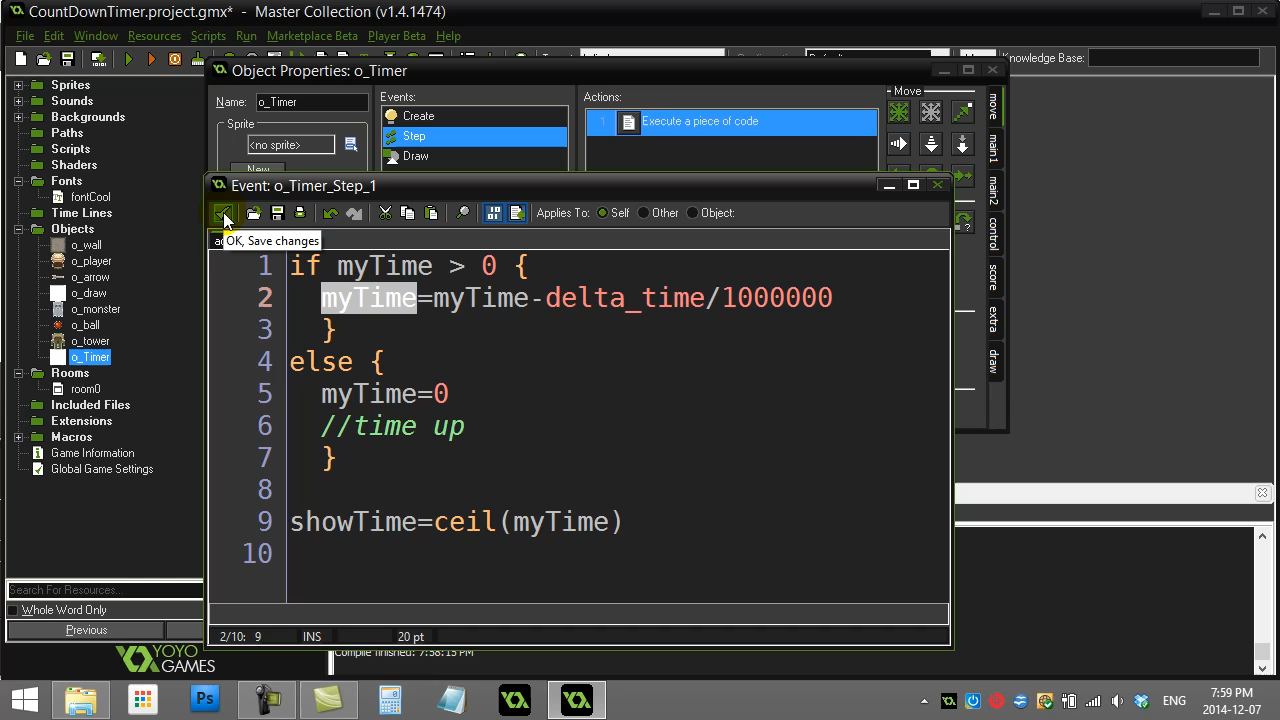 CountDownTimer.project.gmx* - Master Collection (v1.4.1474)
File Edit Window Resources Scripts Run Marketplace Beta Player Beta Help
nowledge Base:
Object Properties: o_Timer
Name: o_Timer
Sprite
<no sprite>
New
Events:
Create
Step
Draw
Actions:
1 Execute a piece of code
Move
move
main1
main2
control
score
extra
draw
Sprites
Sounds
Backgrounds
Paths
Scripts
Shaders
Fonts
fontCool
Time Lines
Objects
o_wall
o_player
o_arrow
o_draw
o_monster
o_ball
o_tower
o_Timer
Rooms
room0
Included Files
Extensions
Macros
Game Information
Global Game Settings
Search For Resources...
Whole Word Only
Previous
YOYO
GAMES
Event: o_Timer_Step_1
Applies To: Self Other Object:
OK, Save changes
1 if myTime > 0 {
2 myTime=myTime-delta_time/1000000
3 }
4 else {
5 myTime=0
6 //time up
7 }
8
9 showTime=ceil(myTime)
10
2/10: 9 INS 20 pt
Compile finished: 7:58:15 PM
Ps
ENG
7:59 PM
2014-12-07